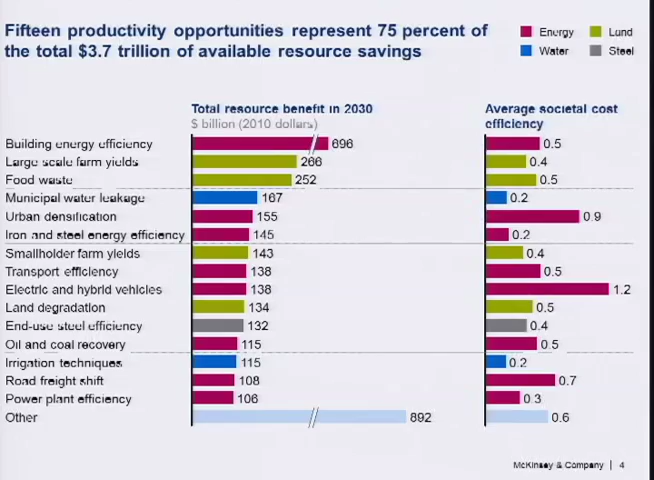 Fifteen productivity opportunities represent 75 percent of
the total $3.7 trillion of available resource savings
Energy
Land
Water
Steel
Total resource benefit in 2030
$ billion (2010 dollars)
Average societal cost
efficiency
Building energy efficiency 696 0.5
Large scale farm yields 266 0.4
Food waste 252 0.5
Municipal water leakage 167 0.2
Urban densification 155 0.9
Iron and steel energy efficiency 145 0.2
Smallholder farm yields 143 0.4
Transport efficiency 138 0.5
Electric and hybrid vehicles 138 1.2
Land degradation 134 0.5
End-use steel efficiency 132 0.4
Oil and coal recovery 115 0.5
Irrigation techniques 115 0.2
Road freight shift 108 0.7
Power plant efficiency 106 0.3
Other 892 0.6
McKinsey & Company | 4